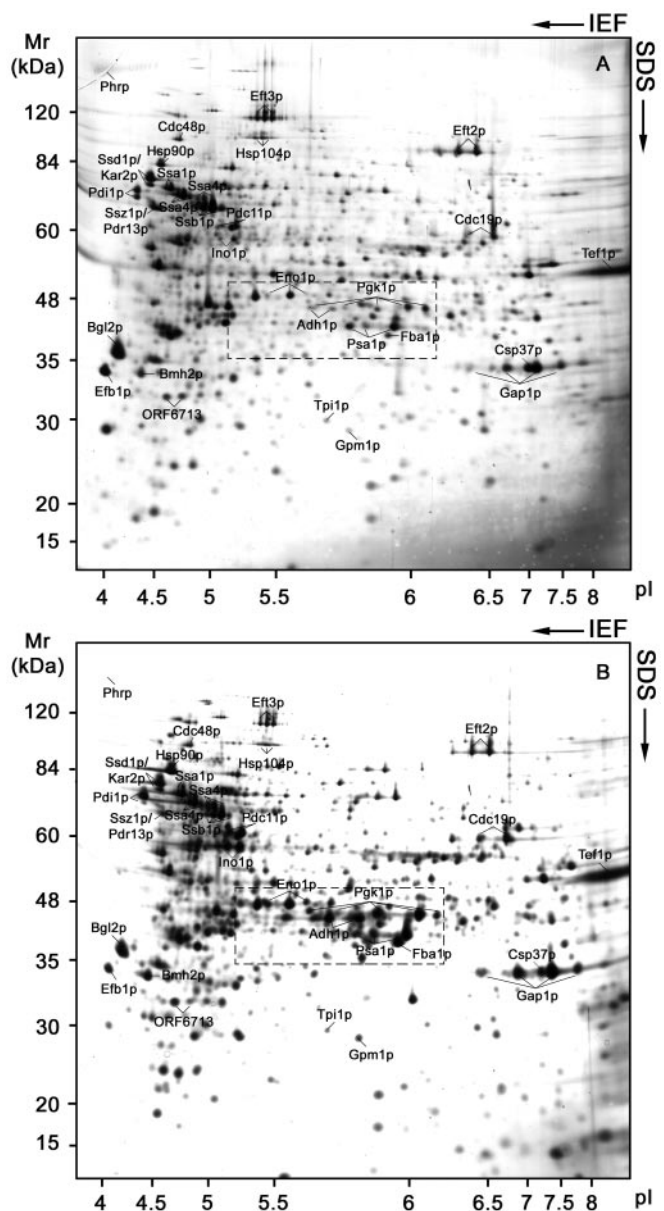 IEF
Mr
(kDa)
A
SDS
Phrp
Eft3p
120
Cdc48p
Eft2p
Hsp90p
Hsp104p
84
Ssd1p/
Kar2p
Ssa1p
Ssa4p
Pdi1p
Ssz1p/
Pdr13p
Ssa4p
Ssb1p
Pdc11p
Cdc19p
60
Ino1p
Tef1p
Eno1p
Pgk1p
48
Adh1p
Psa1p
Fba1p
Bgl2p
Csp37p
35
Efb1p
Bmh2p
Gap1p
ORF6713
Tpi1p
30
Gpm1p
20
15
4 4.5 5 5.5 6 6.5 7 7.5 8 pI
IEF
Mr
(kDa)
B
SDS
Phrp
Eft3p
120
Cdc48p
Eft2p
Hsp90p
Hsp104p
84
Ssd1p/
Kar2p
Ssa1p
Ssa4p
Pdi1p
Ssz1p/
Pdr13p
Ssa4p
Ssb1p
Pdc11p
Cdc19p
60
Ino1p
Tef1p
Eno1p
Pgk1p
48
Adh1p
Psa1p
Fba1p
Bgl2p
Csp37p
35
Efb1p
Bmh2p
Gap1p
ORF6713
Tpi1p
30
Gpm1p
20
15
4 4.5 5 5.5 6 6.5 7 7.5 8 pI